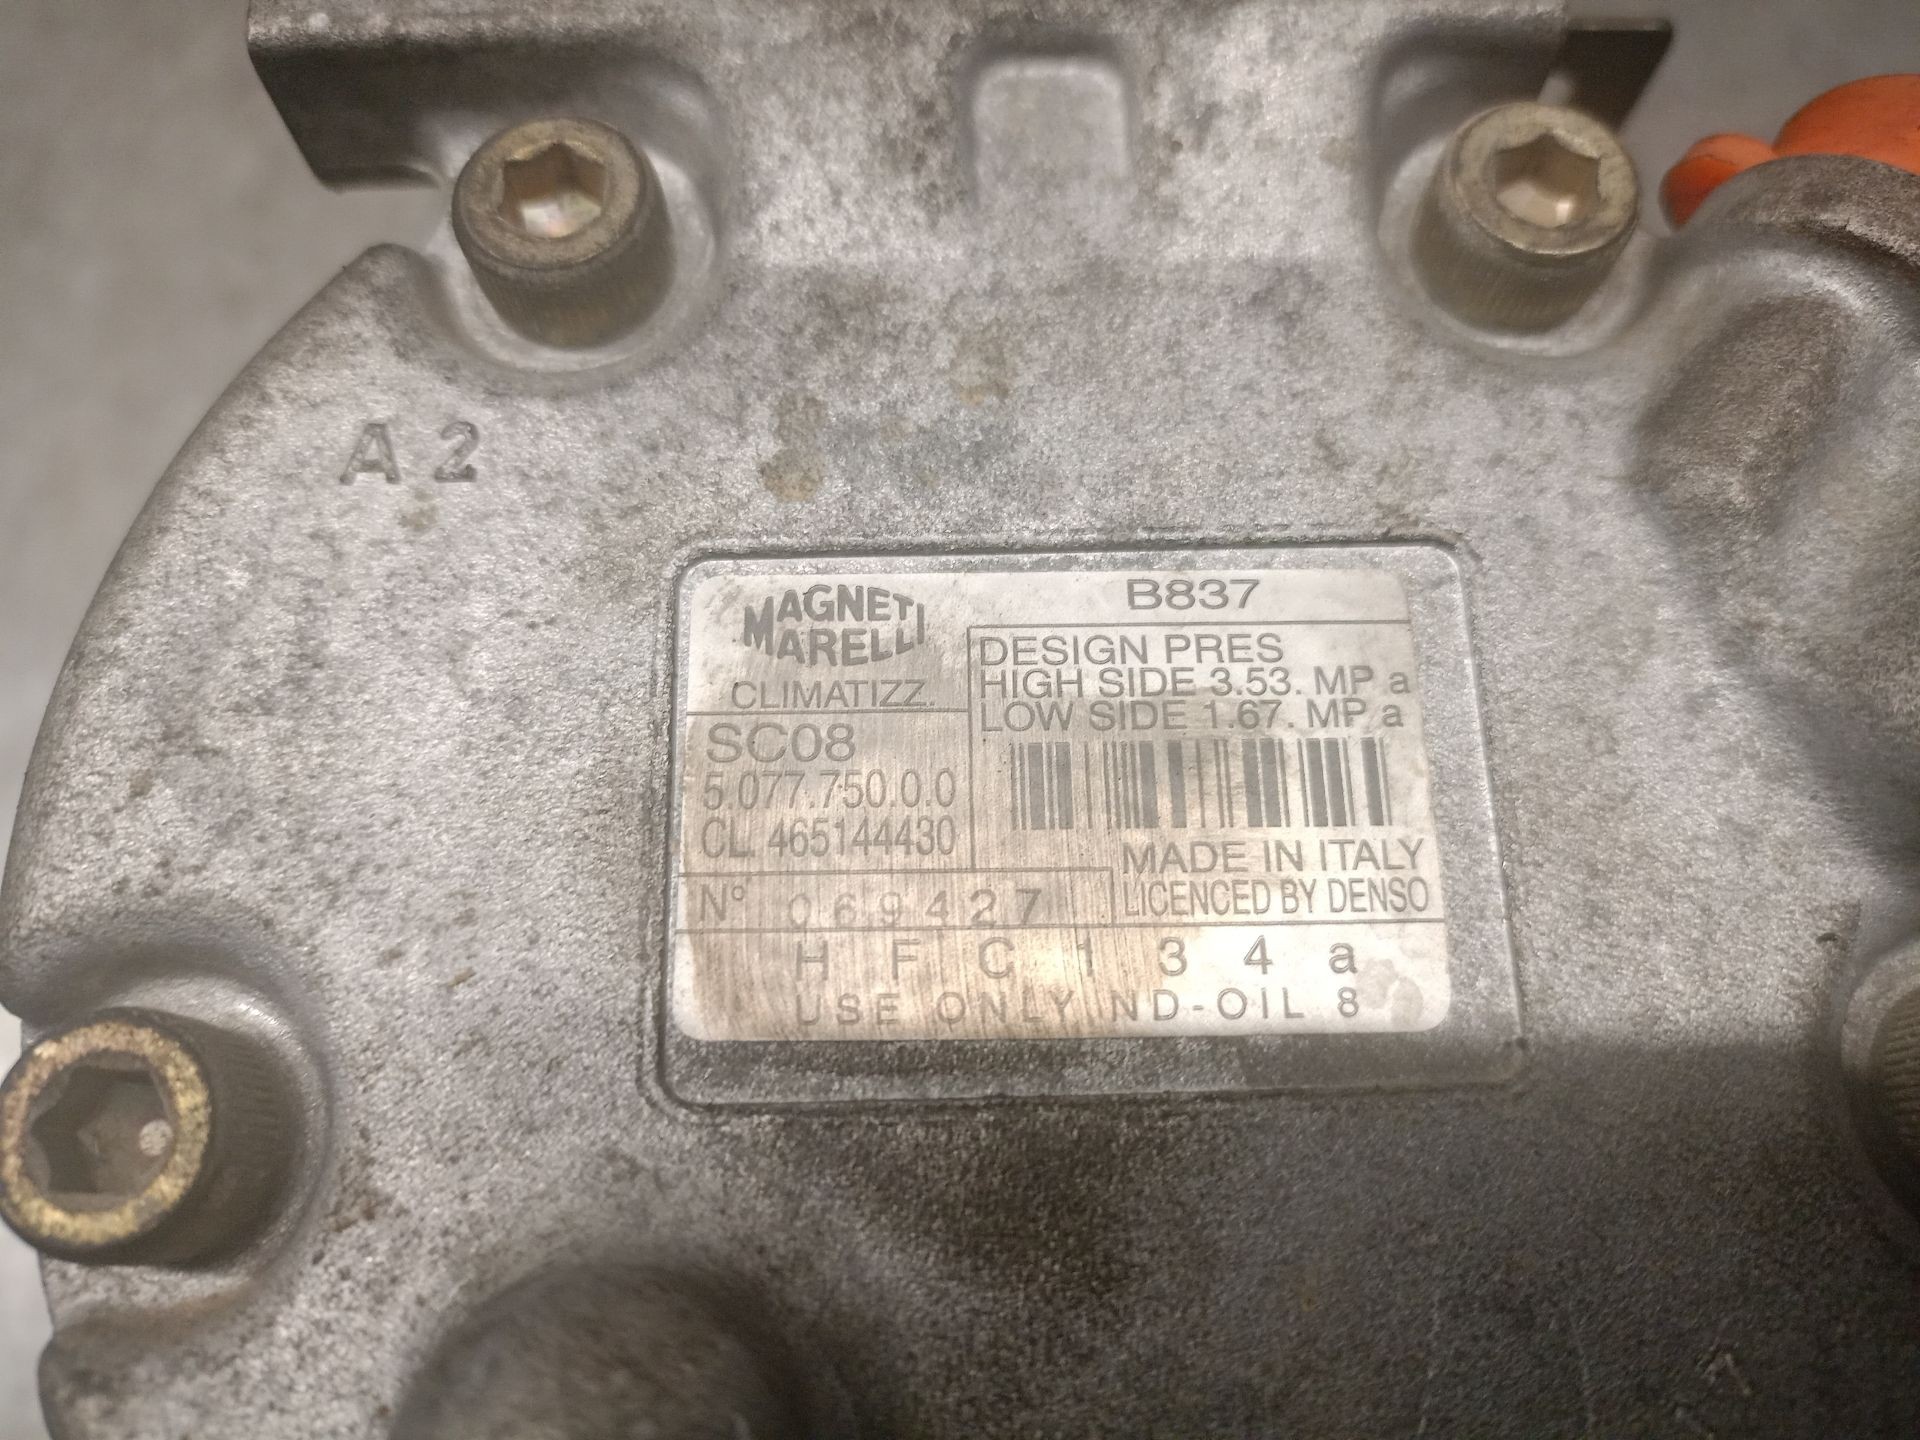 A 2
MAGNETI
MARELLI
CLIMATIZZ.
B837
DESIGN PRES
HIGH SIDE 3.53. MP a
LOW SIDE 1.67. MP a
SC08
5.077.750.0.0
CL. 465144430
MADE IN ITALY
LICENCED BY DENSO
N° 069427
H F C 1 3 4 a
USE ONLY ND-OIL 8